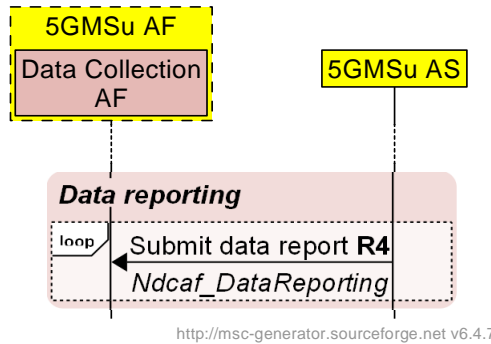 5GMSu AF
Data Collection
AF
5GMSu AS
Data reporting
loop
Submit data report R4
Ndcaf_DataReporting
http://msc-generator.sourceforge.net v6.4.7